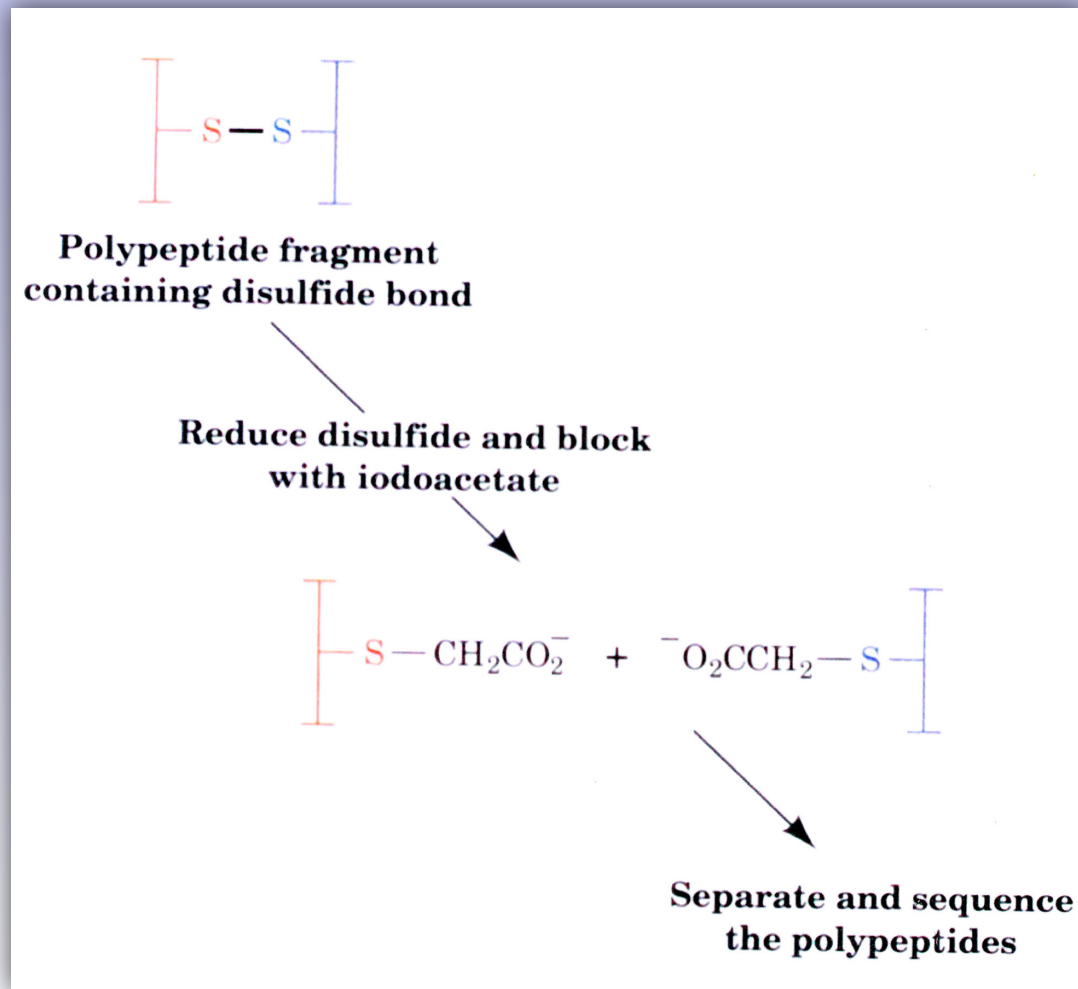 S — S
Polypeptide fragment
containing disulfide bond
Reduce disulfide and block
with iodoacetate
S — CH₂CO₂⁻ + ⁻O₂CCH₂ — S
Separate and sequence
the polypeptides